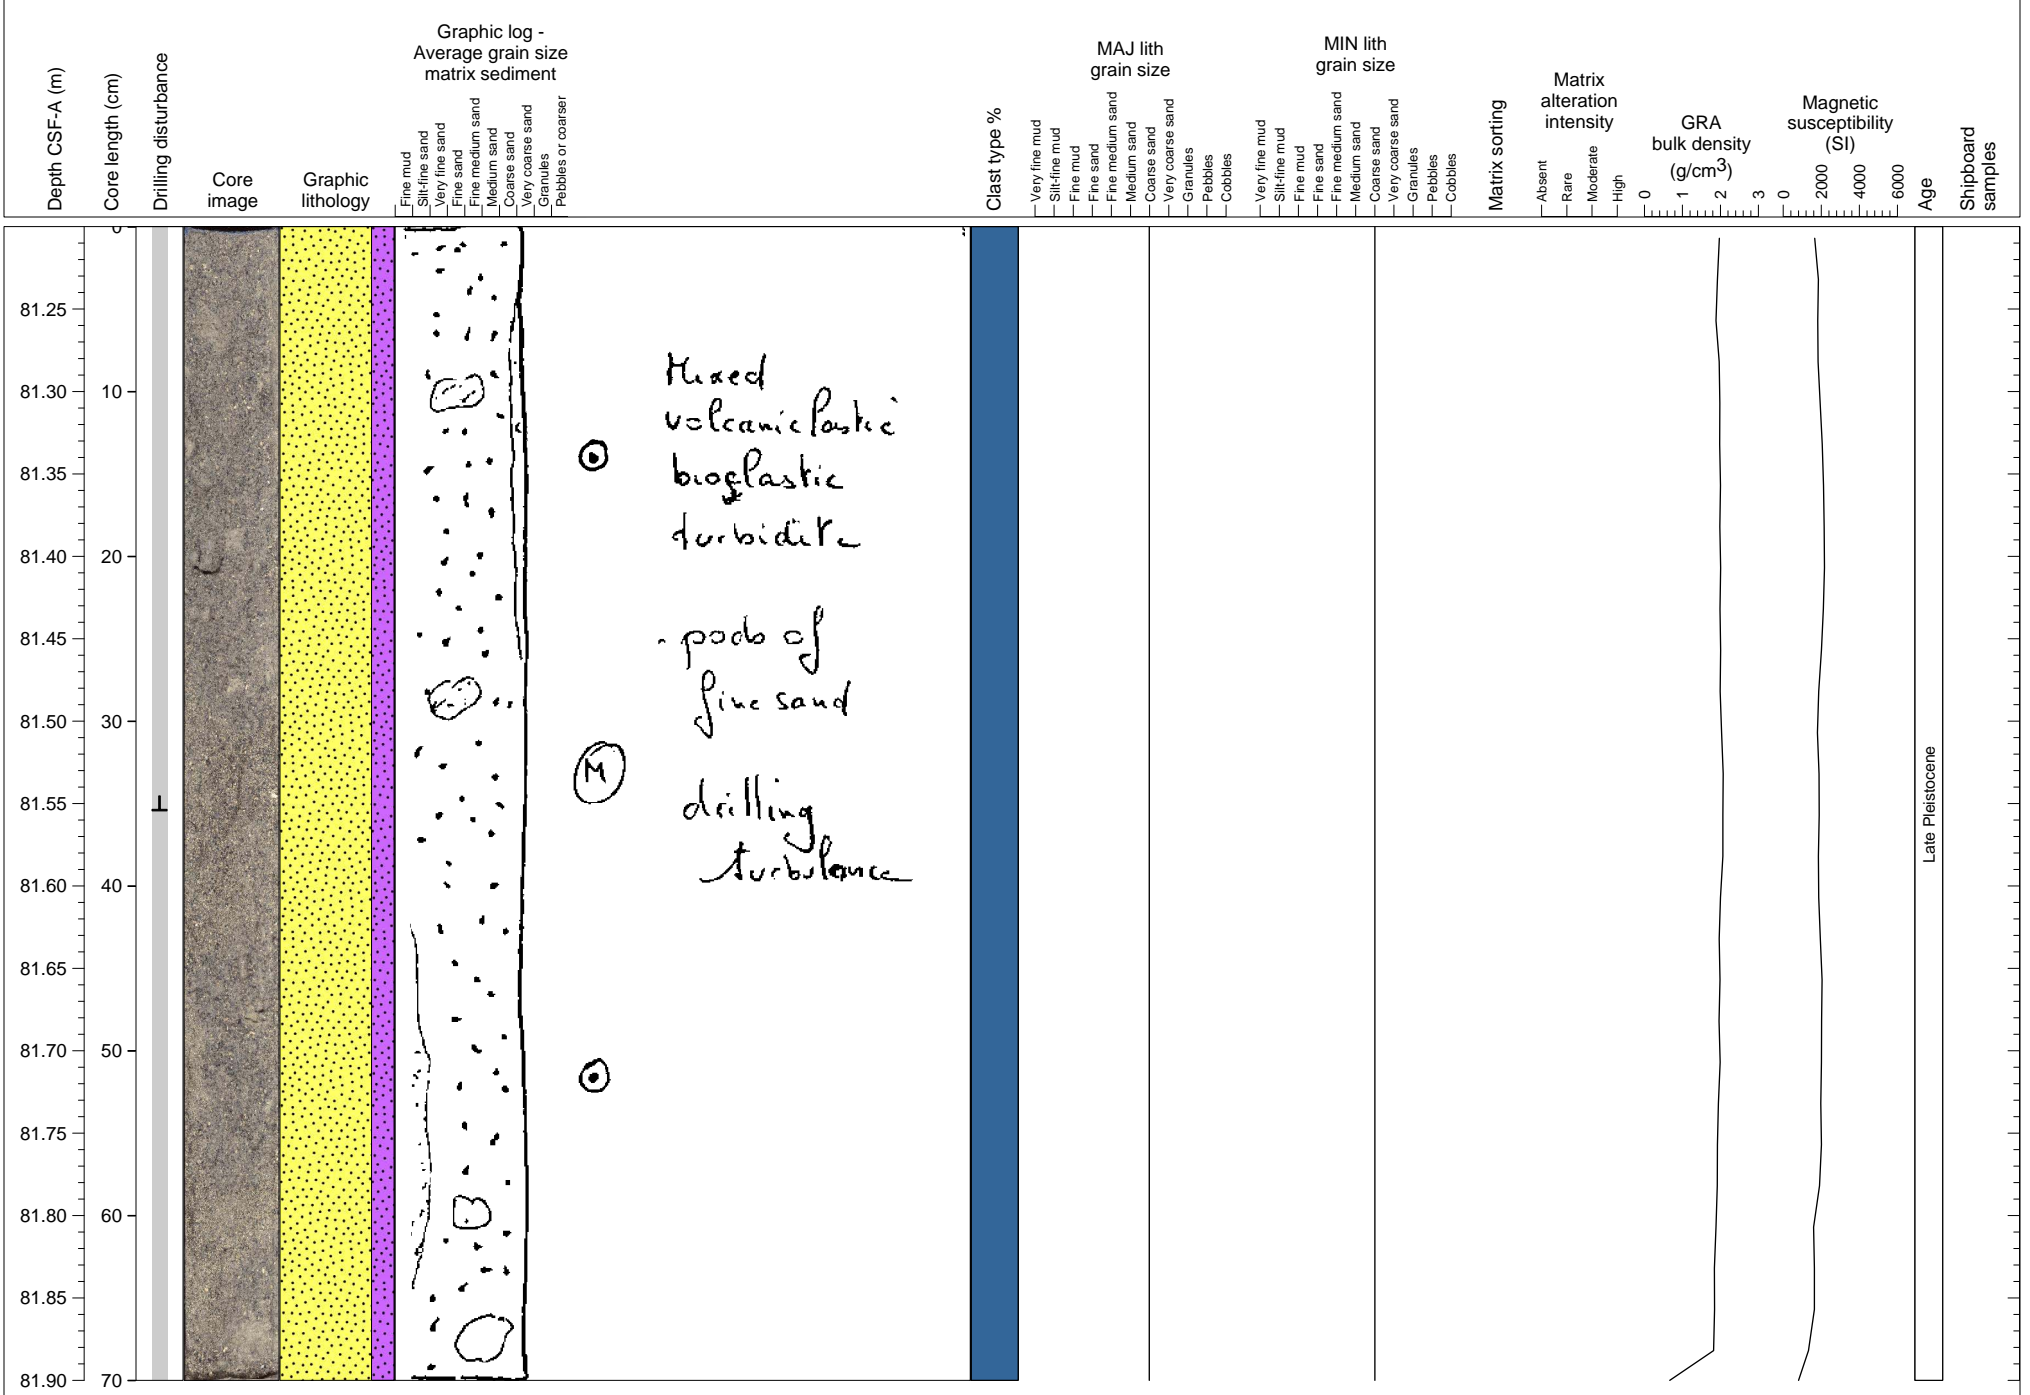 Graphic log -
Average grain size
matrix sediment
MAJ lith
grain size
MIN lith
grain size
Matrix
alteration
intensity
GRA
bulk density
(g/cm3)
Magnetic
susceptibility
(SI)
Depth CSF-A (m)
Core length (cm)
Drilling disturbance
Core
image
Graphic
lithology
Fine mud
Silt-fine sand
Very fine sand
Fine sand
Fine medium sand
Medium sand
Coarse sand
Very coarse sand
Granules
Pebbles or coarser
Clast type %
Very fine mud
Silt-fine mud
Fine mud
Fine sand
Fine medium sand
Medium sand
Coarse sand
Very coarse sand
Granules
Pebbles
Cobbles
Very fine mud
Silt-fine mud
Fine mud
Fine sand
Fine medium sand
Medium sand
Coarse sand
Very coarse sand
Granules
Pebbles
Cobbles
Matrix sorting
Absent
Rare
Moderate
High
0 1 2 3
0 2000 4000 6000
Age
Shipboard
samples
0
81.25
81.30 10
81.35
81.40 20
81.45
81.50 30
81.55
81.60 40
81.65
81.70 50
81.75
81.80 60
81.85
81.90 70
Mixed
volcaniclastic
bioclastic
turbidite
- pods of
fine sand
M
drilling
turbulance
Late Pleistocene